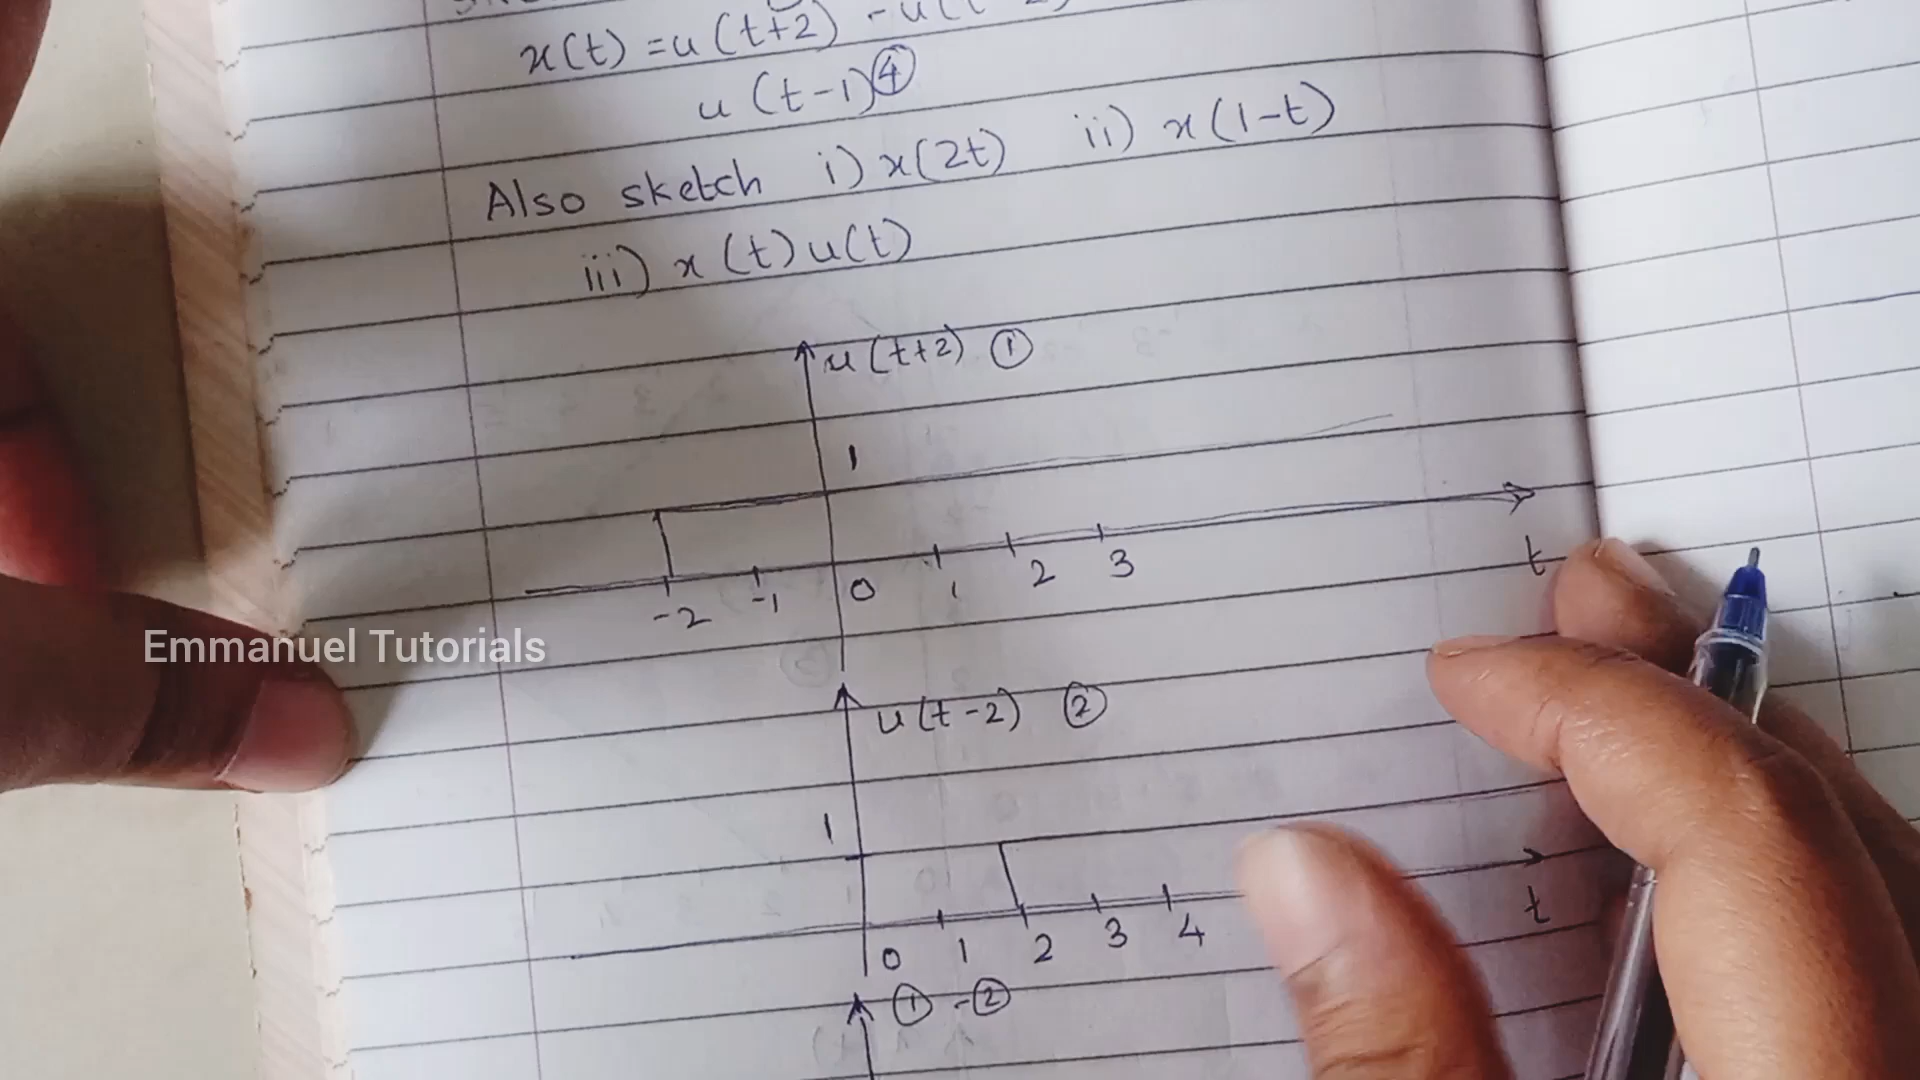 x(t) = u(t+2) - u(t-2)
u(t-1) ④
Also sketch i) x(2t) ii) x(1-t)
iii) x(t)u(t)
u(t+2) ①
1
-2 -1 0 1 2 3 t
Emmanuel Tutorials
u(t-2) ②
1
0 1 2 3 4 t
① - ②